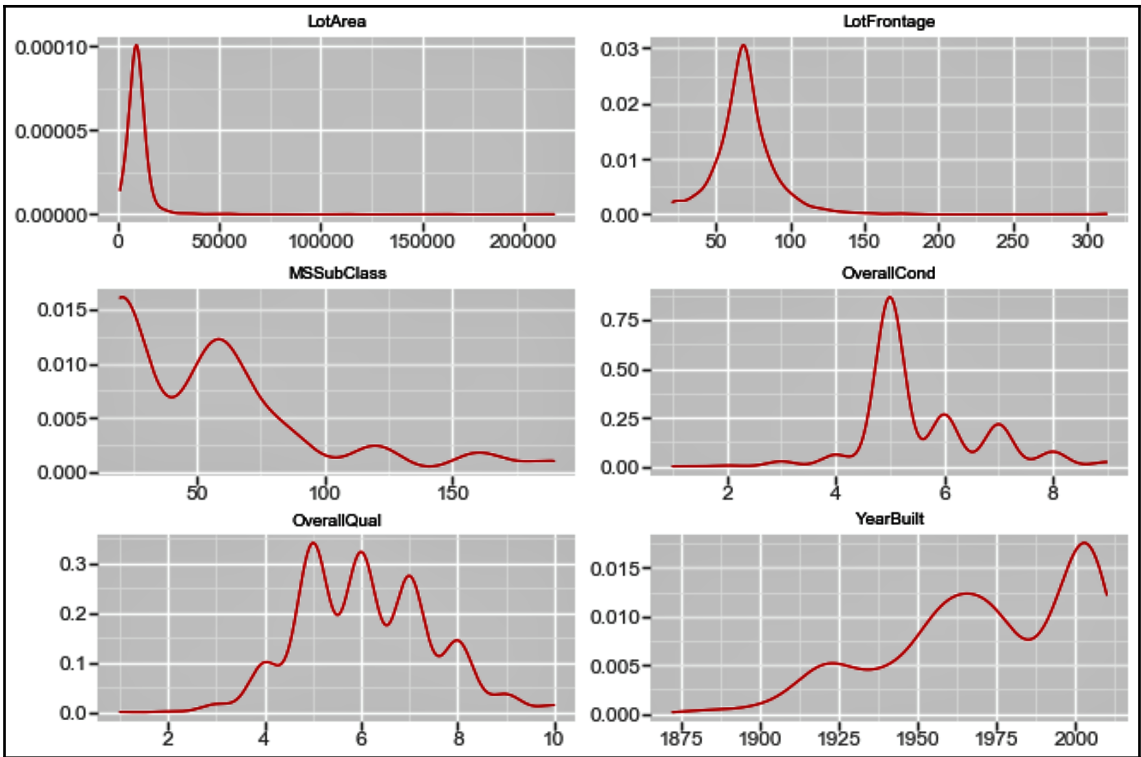 LotArea
0.00010
0.00005
0.00000
0 50000 100000 150000 200000
LotFrontage
0.03
0.02
0.01
0.00
50 100 150 200 250 300
MSSubClass
0.015
0.010
0.005
0.000
50 100 150
OverallCond
0.75
0.50
0.25
0.00
2 4 6 8
OverallQual
0.3
0.2
0.1
0.0
2 4 6 8 10
YearBuilt
0.015
0.010
0.005
0.000
1875 1900 1925 1950 1975 2000